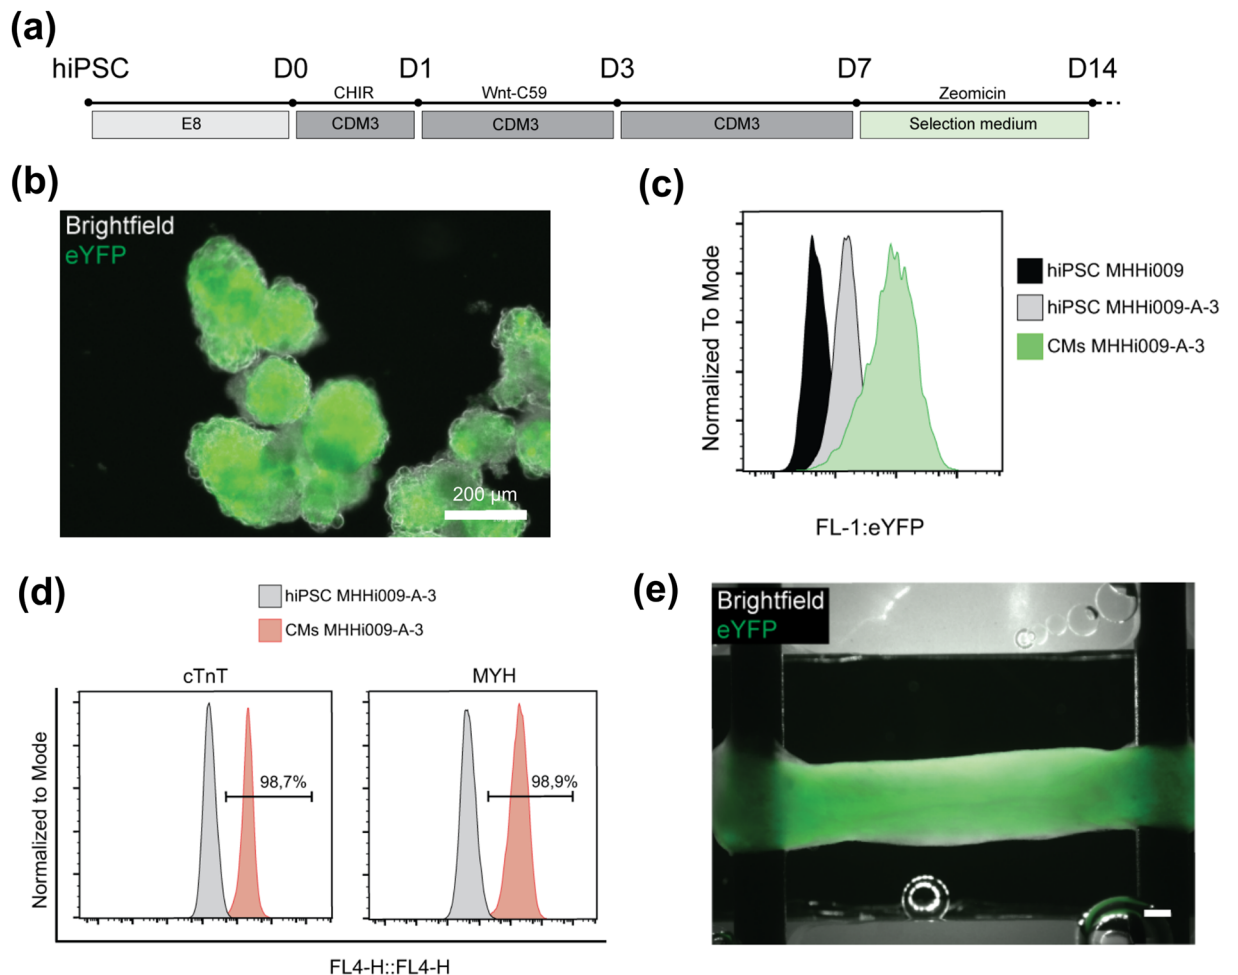 (a)
hiPSC D0 D1 D3 D7 D14
CHIR Wnt-C59 Zeomicin
E8 CDM3 CDM3 CDM3 Selection medium
(b)
Brightfield
eYFP
200 µm
(c)
Normalized To Mode
FL-1:eYFP
hiPSC MHHi009
hiPSC MHHi009-A-3
CMs MHHi009-A-3
(d)
hiPSC MHHi009-A-3
CMs MHHi009-A-3
cTnT MYH
98,7% 98,9%
Normalized to Mode
FL4-H::FL4-H
(e)
Brightfield
eYFP